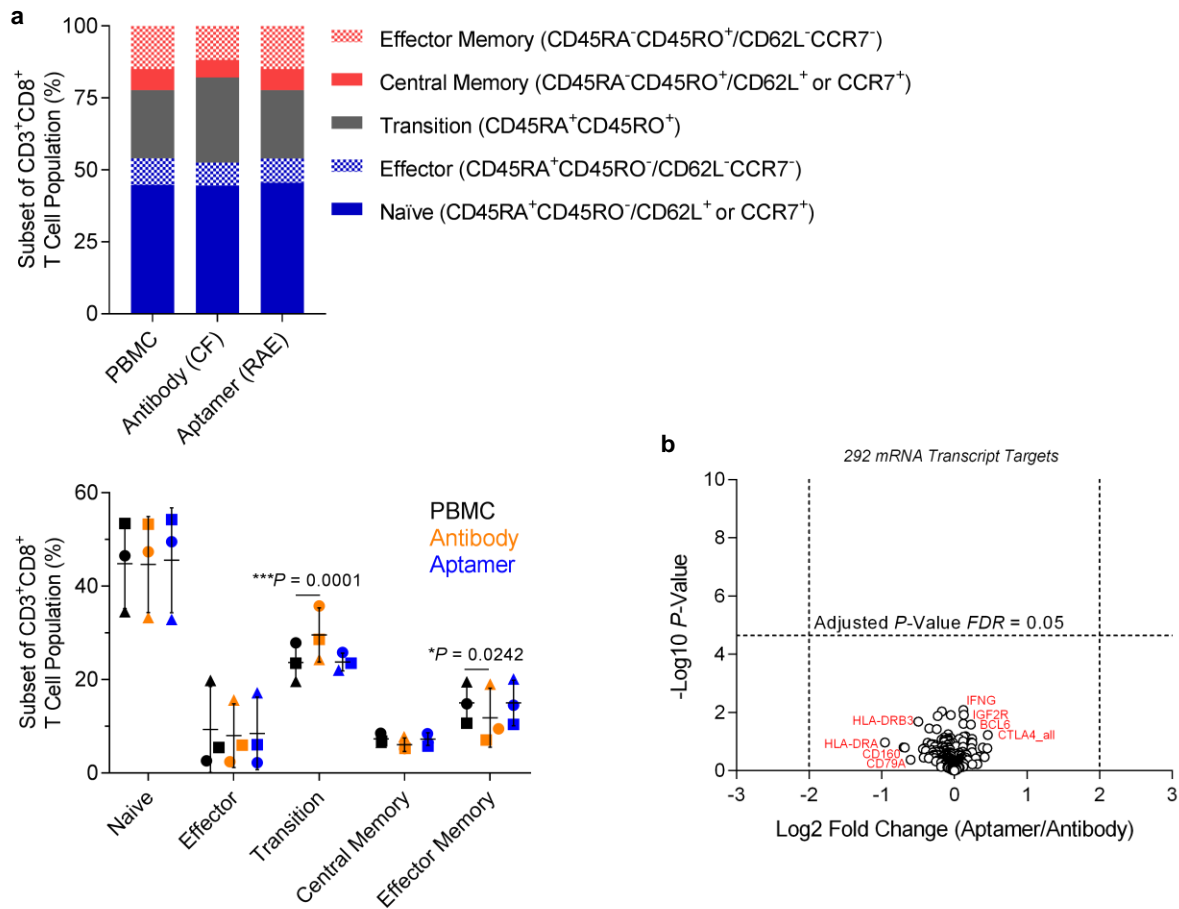 a
100
75
50
25
0
Subset of CD3⁺CD8⁺
T Cell Population (%)
PBMC
Antibody (CF)
Aptamer (RAE)
Effector Memory (CD45RA⁻CD45RO⁺/CD62L⁻CCR7⁻)
Central Memory (CD45RA⁻CD45RO⁺/CD62L⁺ or CCR7⁺)
Transition (CD45RA⁺CD45RO⁺)
Effector (CD45RA⁺CD45RO⁻/CD62L⁻CCR7⁻)
Naïve (CD45RA⁺CD45RO⁻/CD62L⁺ or CCR7⁺)
60
40
20
0
Subset of CD3⁺CD8⁺
T Cell Population (%)
PBMC
Antibody
Aptamer
***P = 0.0001
*P = 0.0242
Naïve
Effector
Transition
Central Memory
Effector Memory
b
292 mRNA Transcript Targets
10
8
6
4
2
0
-Log10 P-Value
Adjusted P-Value FDR = 0.05
IFNG
IGF2R
BCL6
CTLA4_all
HLA-DRB3
HLA-DRA
CD160
CD79A
-3 -2 -1 0 1 2 3
Log2 Fold Change (Aptamer/Antibody)